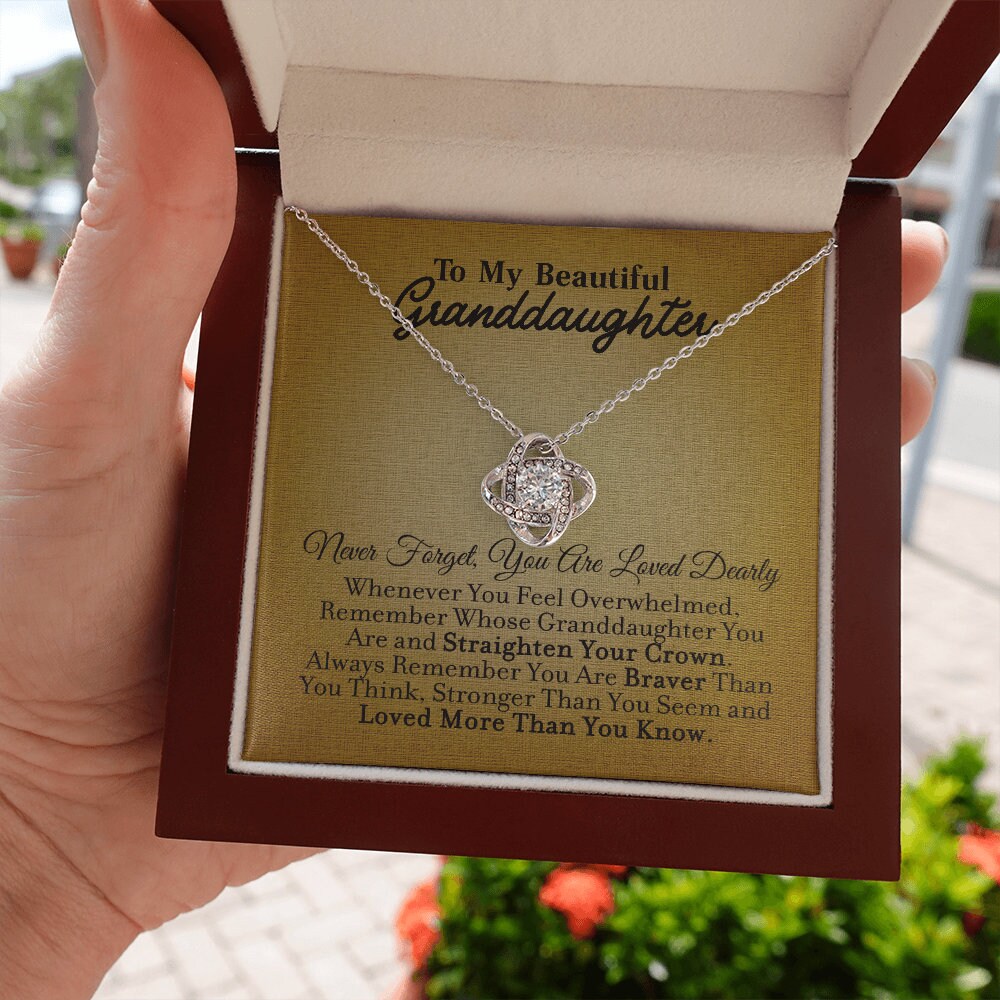 To My Beautiful
Granddaughter
Never Forget, You Are Loved Dearly
Whenever You Feel Overwhelmed,
Remember Whose Granddaughter You
Are and Straighten Your Crown.
Always Remember You Are Braver Than
You Think, Stronger Than You Seem and
Loved More Than You Know.